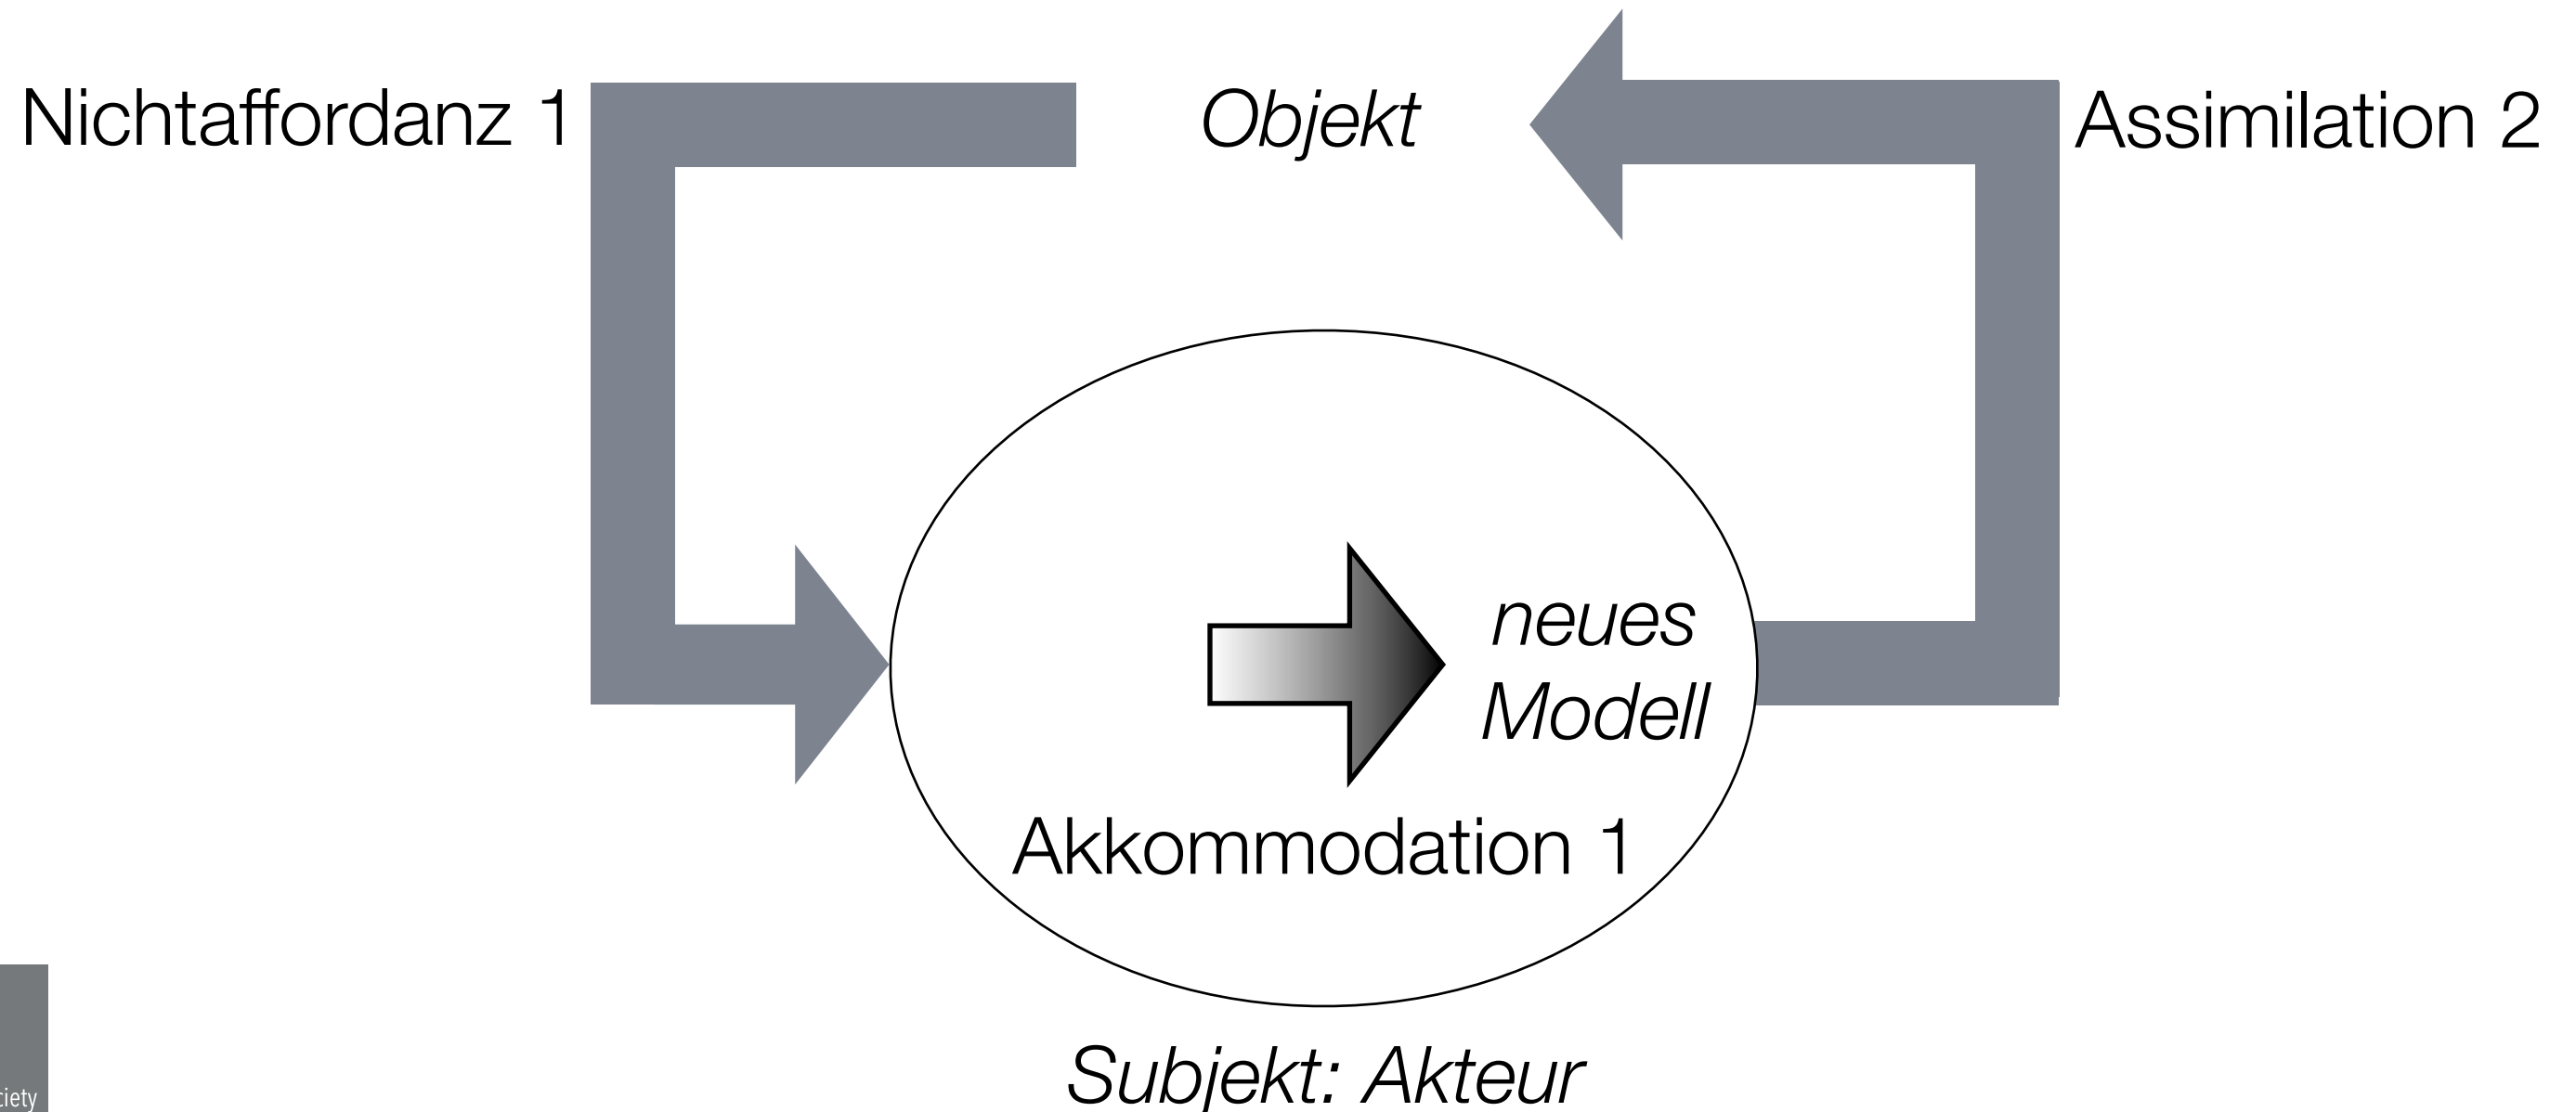 Nichtaffordanz 1
Objekt
Assimilation 2
neues
Modell
Akkommodation 1
Subjekt: Akteur